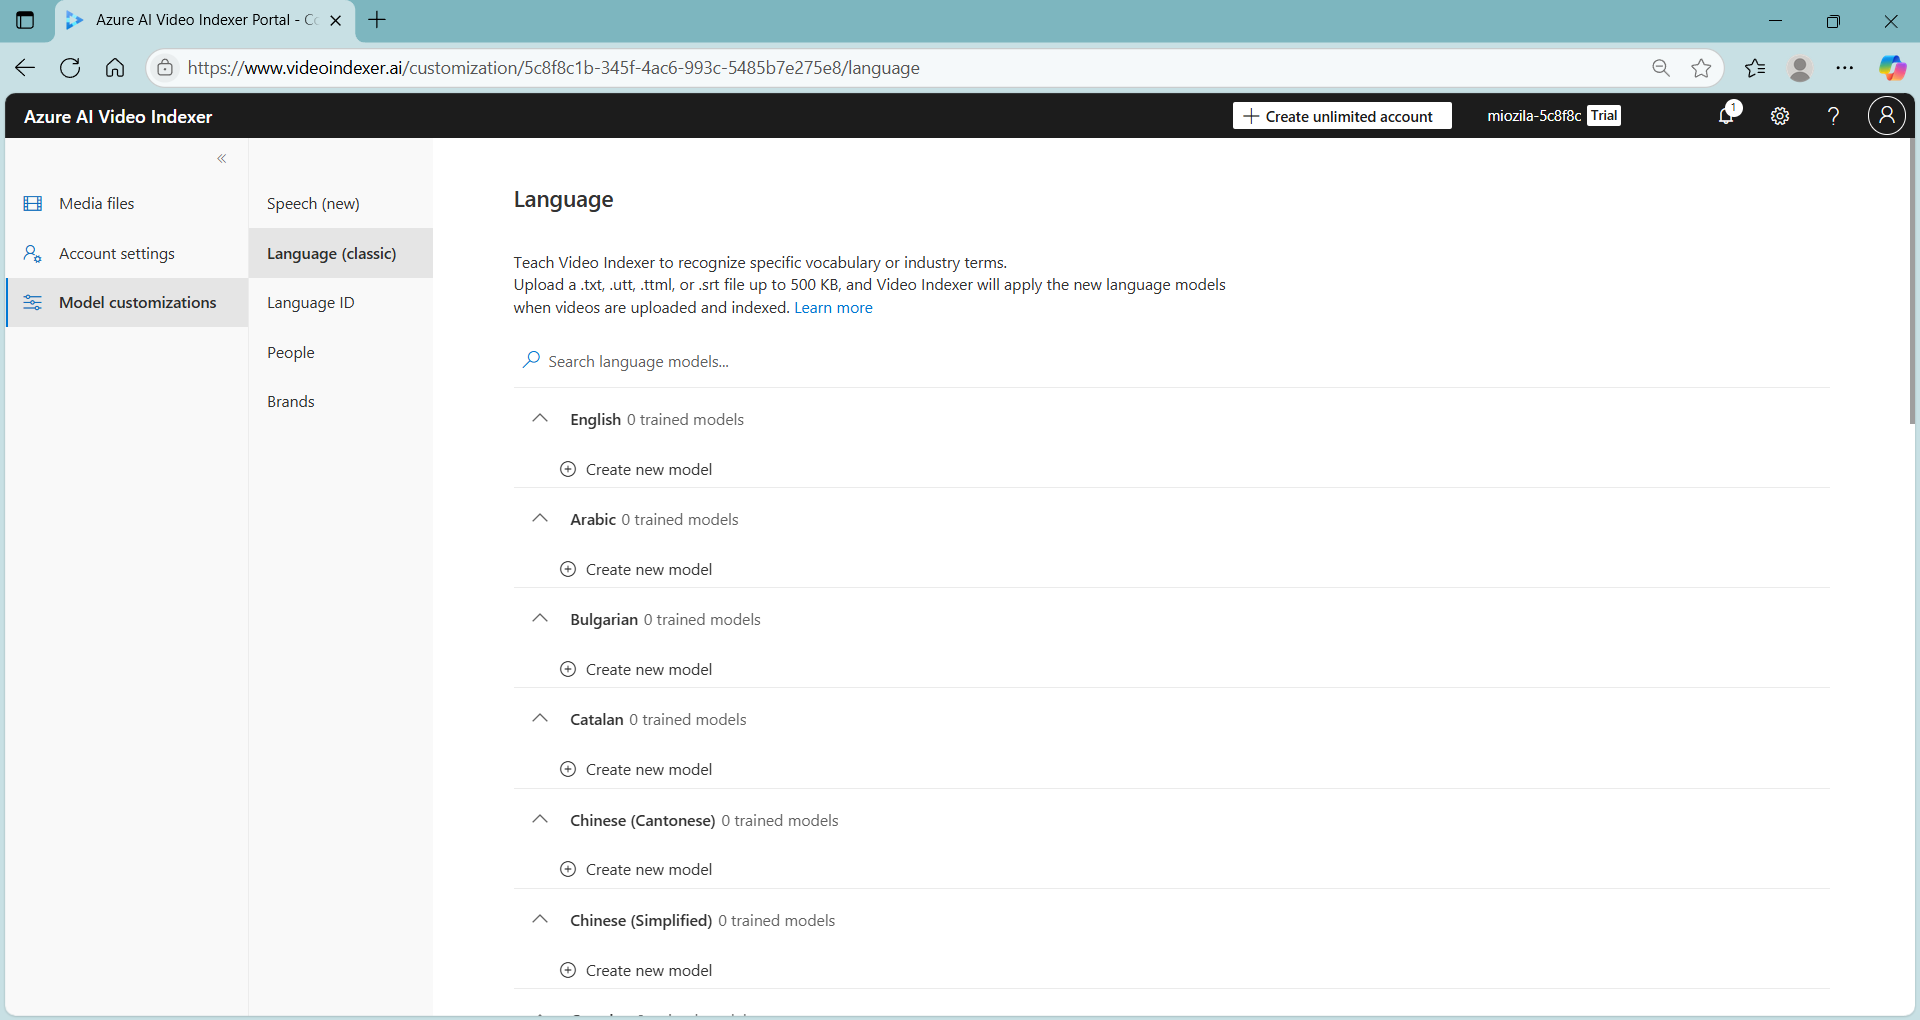 Azure AI Video Indexer Portal - Co
https://www.videoindexer.ai/customization/5c8f8c1b-345f-4ac6-993c-5485b7e275e8/language
Azure AI Video Indexer
Create unlimited account
miozila-5c8f8c Trial
1
Media files
Account settings
Model customizations
Speech (new)
Language (classic)
Language ID
People
Brands
Language
Teach Video Indexer to recognize specific vocabulary or industry terms.
Upload a .txt, .utt, .ttml, or .srt file up to 500 KB, and Video Indexer will apply the new language models
when videos are uploaded and indexed. Learn more
Search language models...
English 0 trained models
Create new model
Arabic 0 trained models
Create new model
Bulgarian 0 trained models
Create new model
Catalan 0 trained models
Create new model
Chinese (Cantonese) 0 trained models
Create new model
Chinese (Simplified) 0 trained models
Create new model